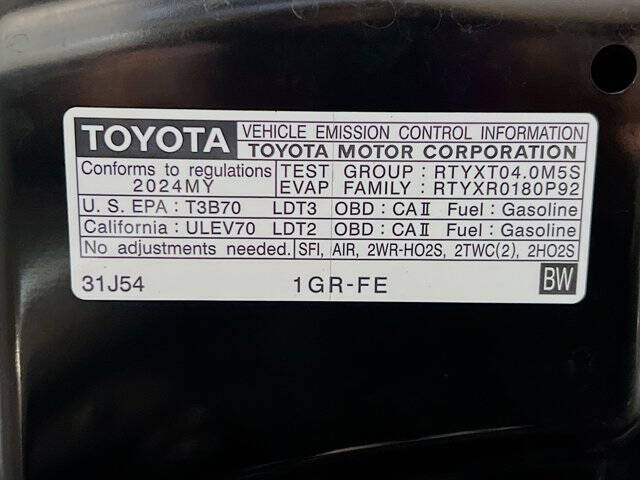 TOYOTA VEHICLE EMISSION CONTROL INFORMATION
TOYOTA MOTOR CORPORATION
Conforms to regulations TEST GROUP : RTYXT04.0M5S
2024MY EVAP FAMILY : RTYXR0180P92
U. S. EPA : T3B70 LDT3 OBD : CAⅡ Fuel : Gasoline
California : ULEV70 LDT2 OBD : CAⅡ Fuel : Gasoline
No adjustments needed. SFI, AIR, 2WR-HO2S, 2TWC(2), 2HO2S
31J54 1GR-FE BW